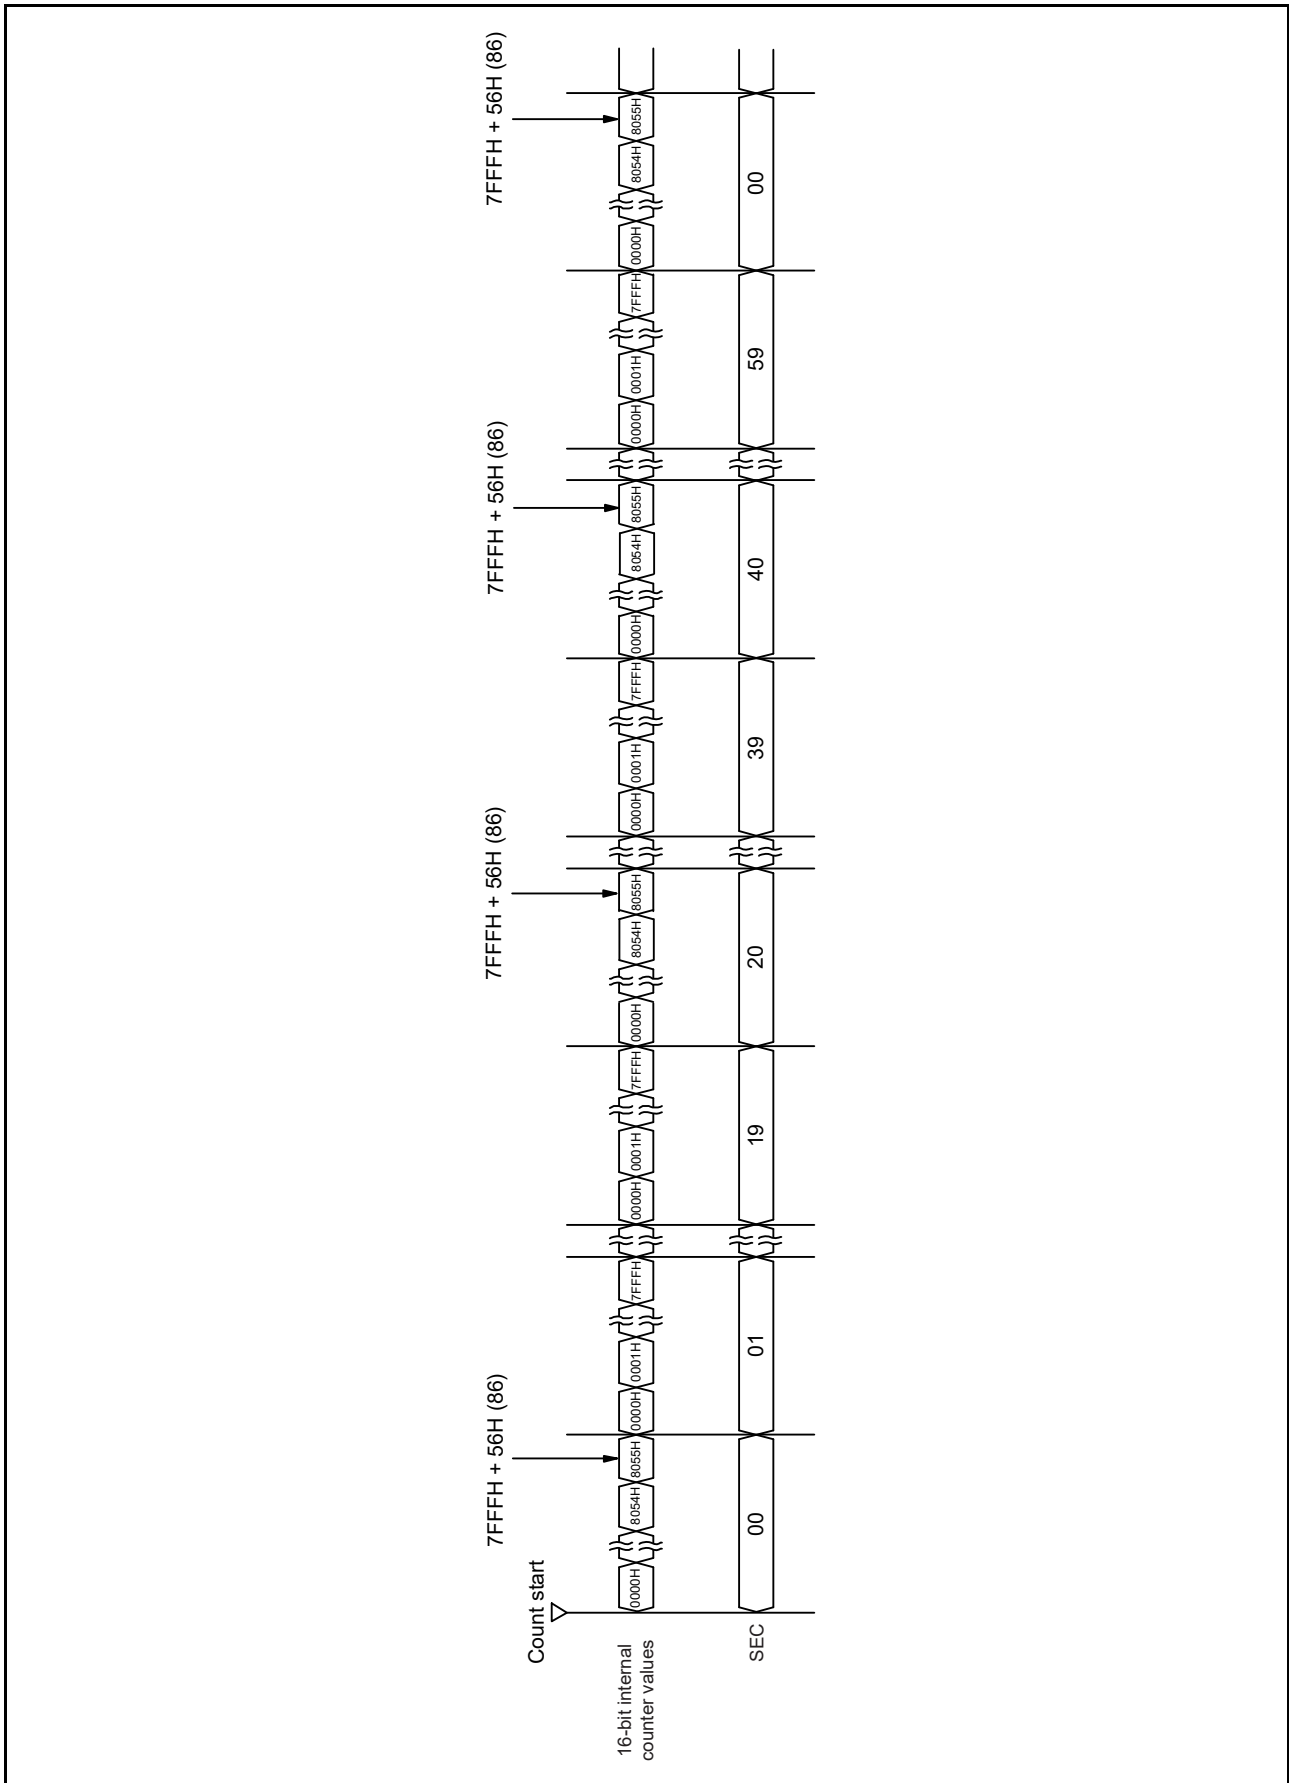 7FFFH + 56H (86) 7FFFH + 56H (86) 7FFFH + 56H (86) 7FFFH + 56H (86)
Count start
16-bit internal
counter values
0000H 8054H 8055H 0000H 0001H 7FFFH 0000H 0001H 7FFFH 0000H 8054H 8055H 0000H 0001H 7FFFH 0000H 8054H 8055H 0000H 0001H 7FFFH 0000H 8054H 8055H
SEC 00 01 19 20 39 40 59 00